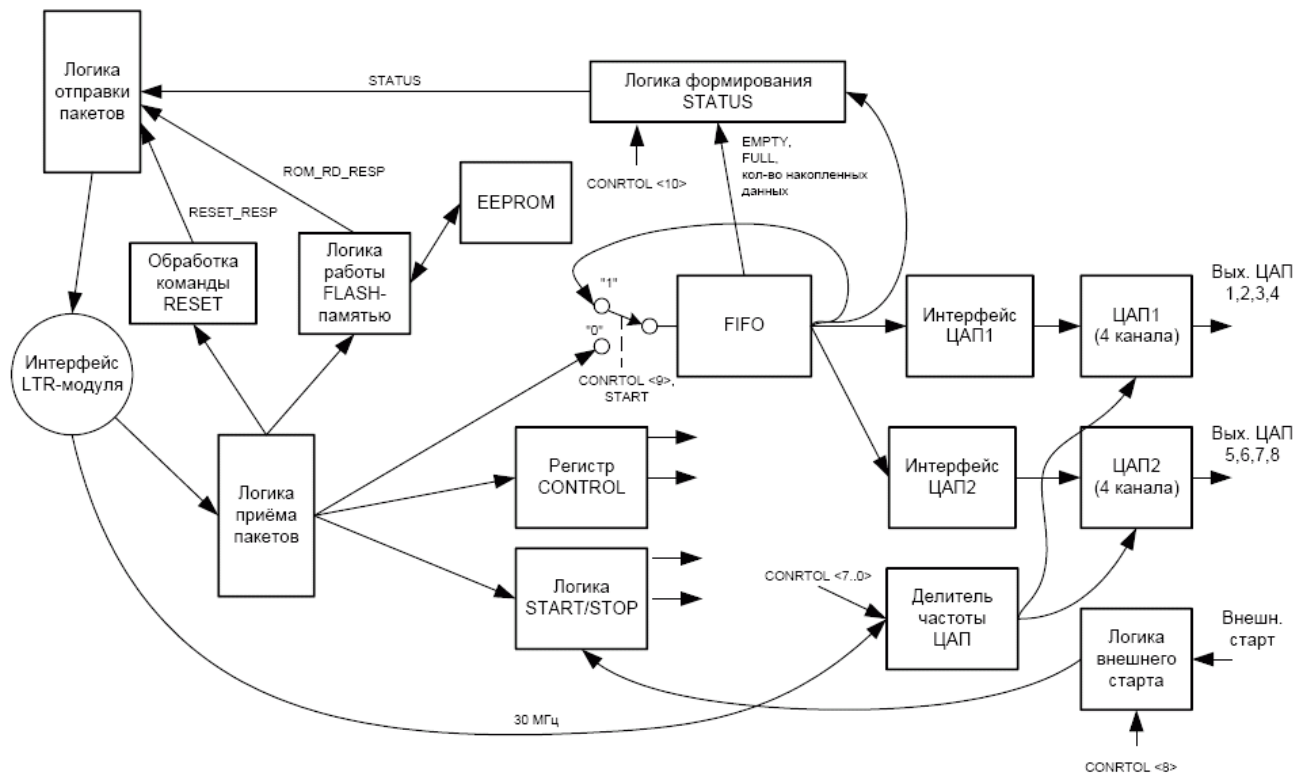 Логика
отправки
пакетов
STATUS
Логика формирования
STATUS
EMPTY,
FULL,
кол-во накопленных
данных
CONRTOL <10>
ROM_RD_RESP
RESET_RESP
EEPROM
Обработка
команды
RESET
Логика
работы
FLASH-
памятью
"1"
"0"
CONRTOL <9>,
START
FIFO
Интерфейс
ЦАП1
ЦАП1
(4 канала)
Вых. ЦАП
1,2,3,4
Интерфейс
LTR-модуля
Логика
приёма
пакетов
Регистр
CONTROL
Интерфейс
ЦАП2
ЦАП2
(4 канала)
Вых. ЦАП
5,6,7,8
Логика
START/STOP
CONRTOL <7..0>
Делитель
частоты
ЦАП
Логика
внешнего
старта
Внешн.
старт
30 МГц
CONRTOL <8>